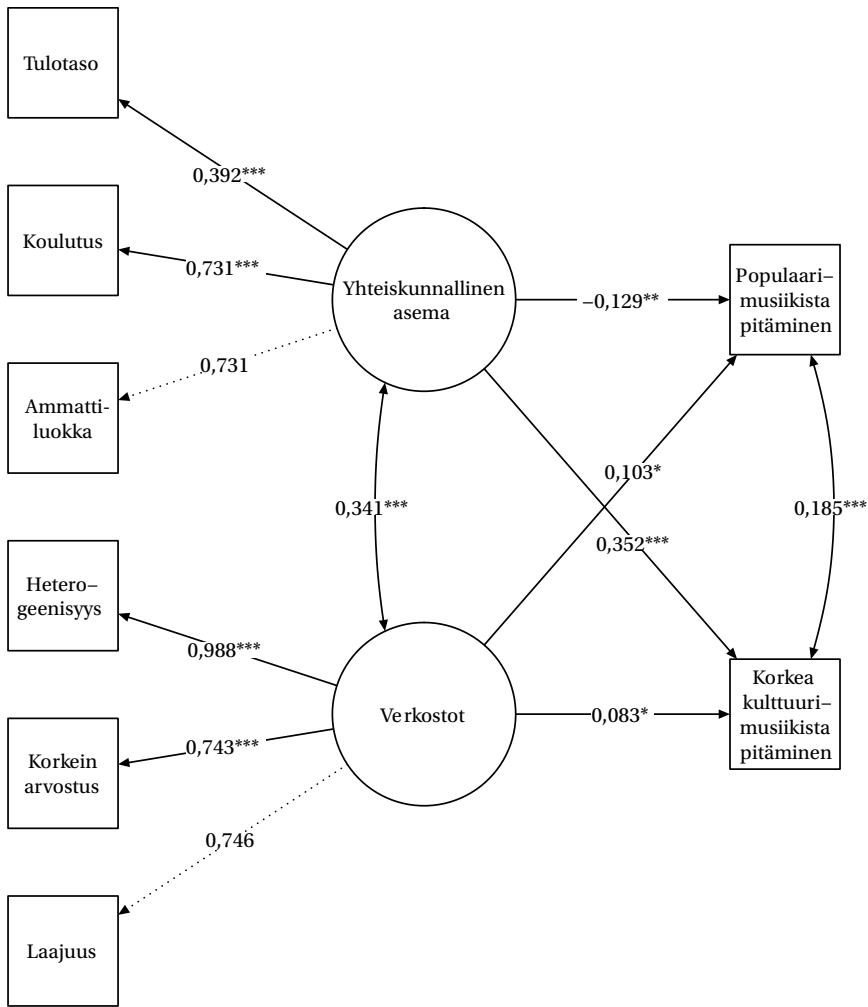 Tulotaso
0,392***
Koulutus
0,731***
Yhteiskunnallinen
asema
−0,129**
Populaari–
musiikista
pitäminen
0,731
Ammatti-
luokka
0,103*
0,341***
0,185***
0,352***
Hetero–
geenisyys
0,988***
Verkostot
0,083*
Korkea
kulttuuri–
musiikista
pitäminen
0,743***
Korkein
arvostus
0,746
Laajuus